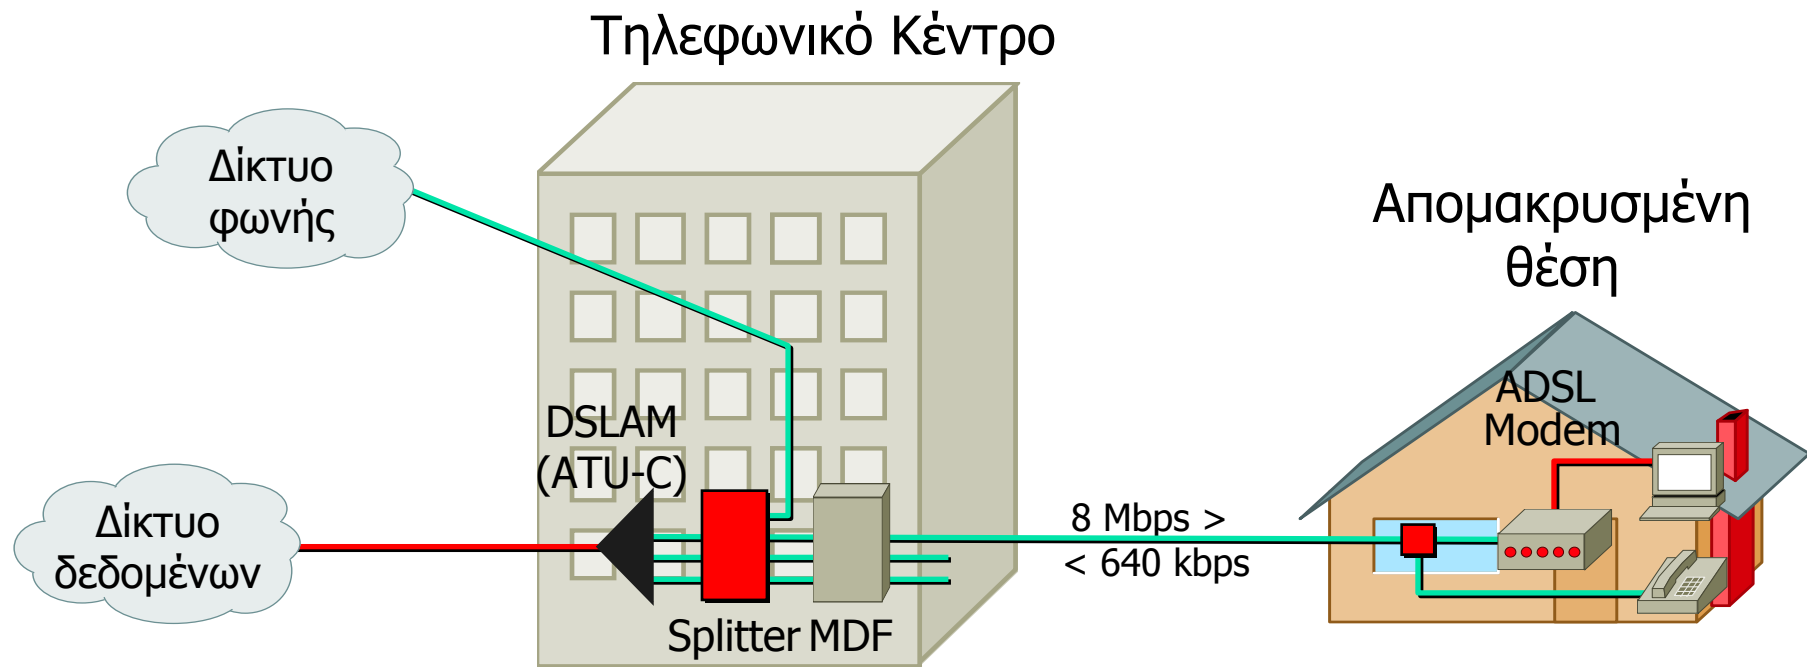 Τηλεφωνικό Κέντρο
Δίκτυο
φωνής
Απομακρυσμένη
θέση
DSLAM
(ATU-C)
ADSL
Modem
Δίκτυο
δεδομένων
8 Mbps >
< 640 kbps
Splitter MDF